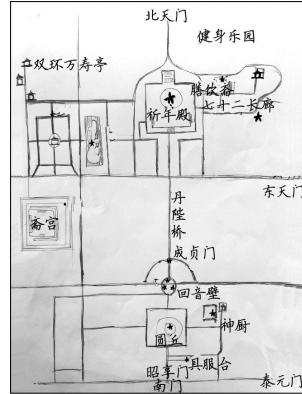 北天门
健身乐园
双环万寿亭
膳饮斋
七十二长廊
祈年殿
东天门
丹陛桥
斋宫
成贞门
回音壁
神厨
圆丘
具服台
昭享门
南门
泰元门